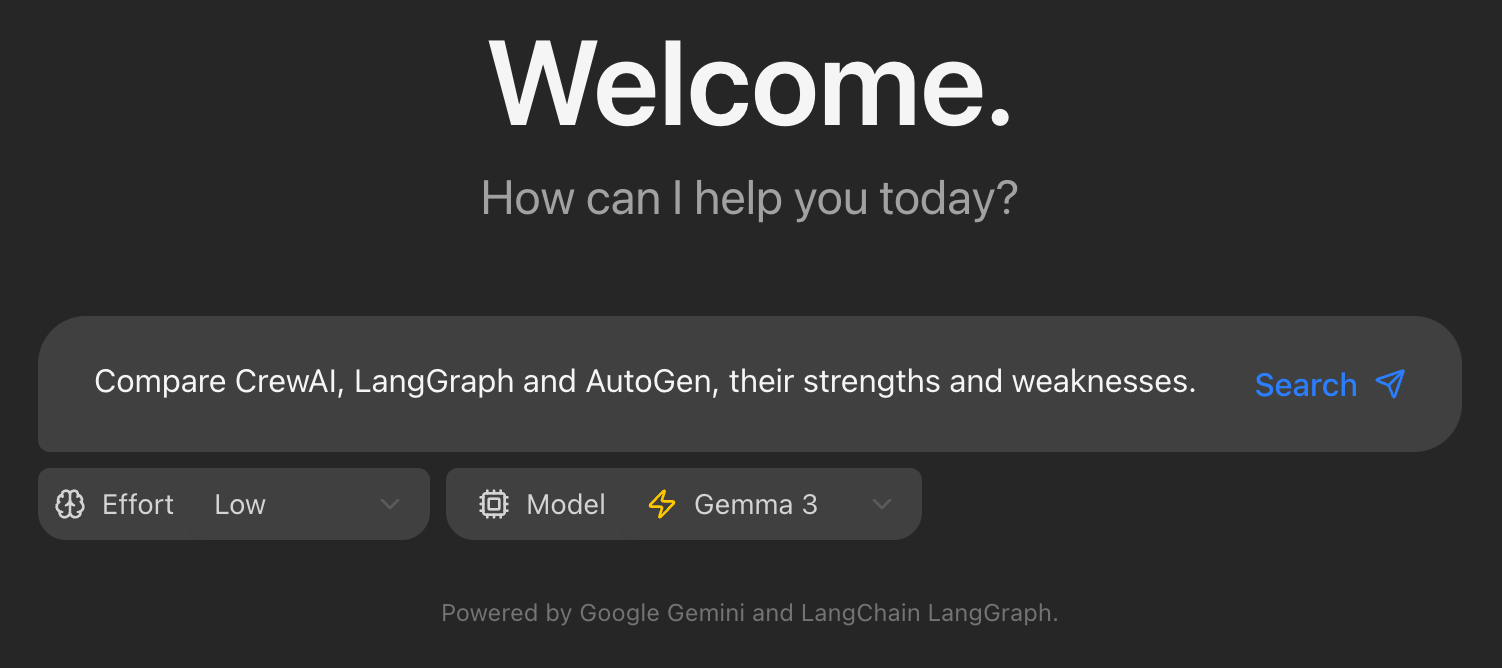 Welcome.
How can I help you today?
Compare CrewAI, LangGraph and AutoGen, their strengths and weaknesses.
Search
Effort Low
Model Gemma 3
Powered by Google Gemini and LangChain LangGraph.